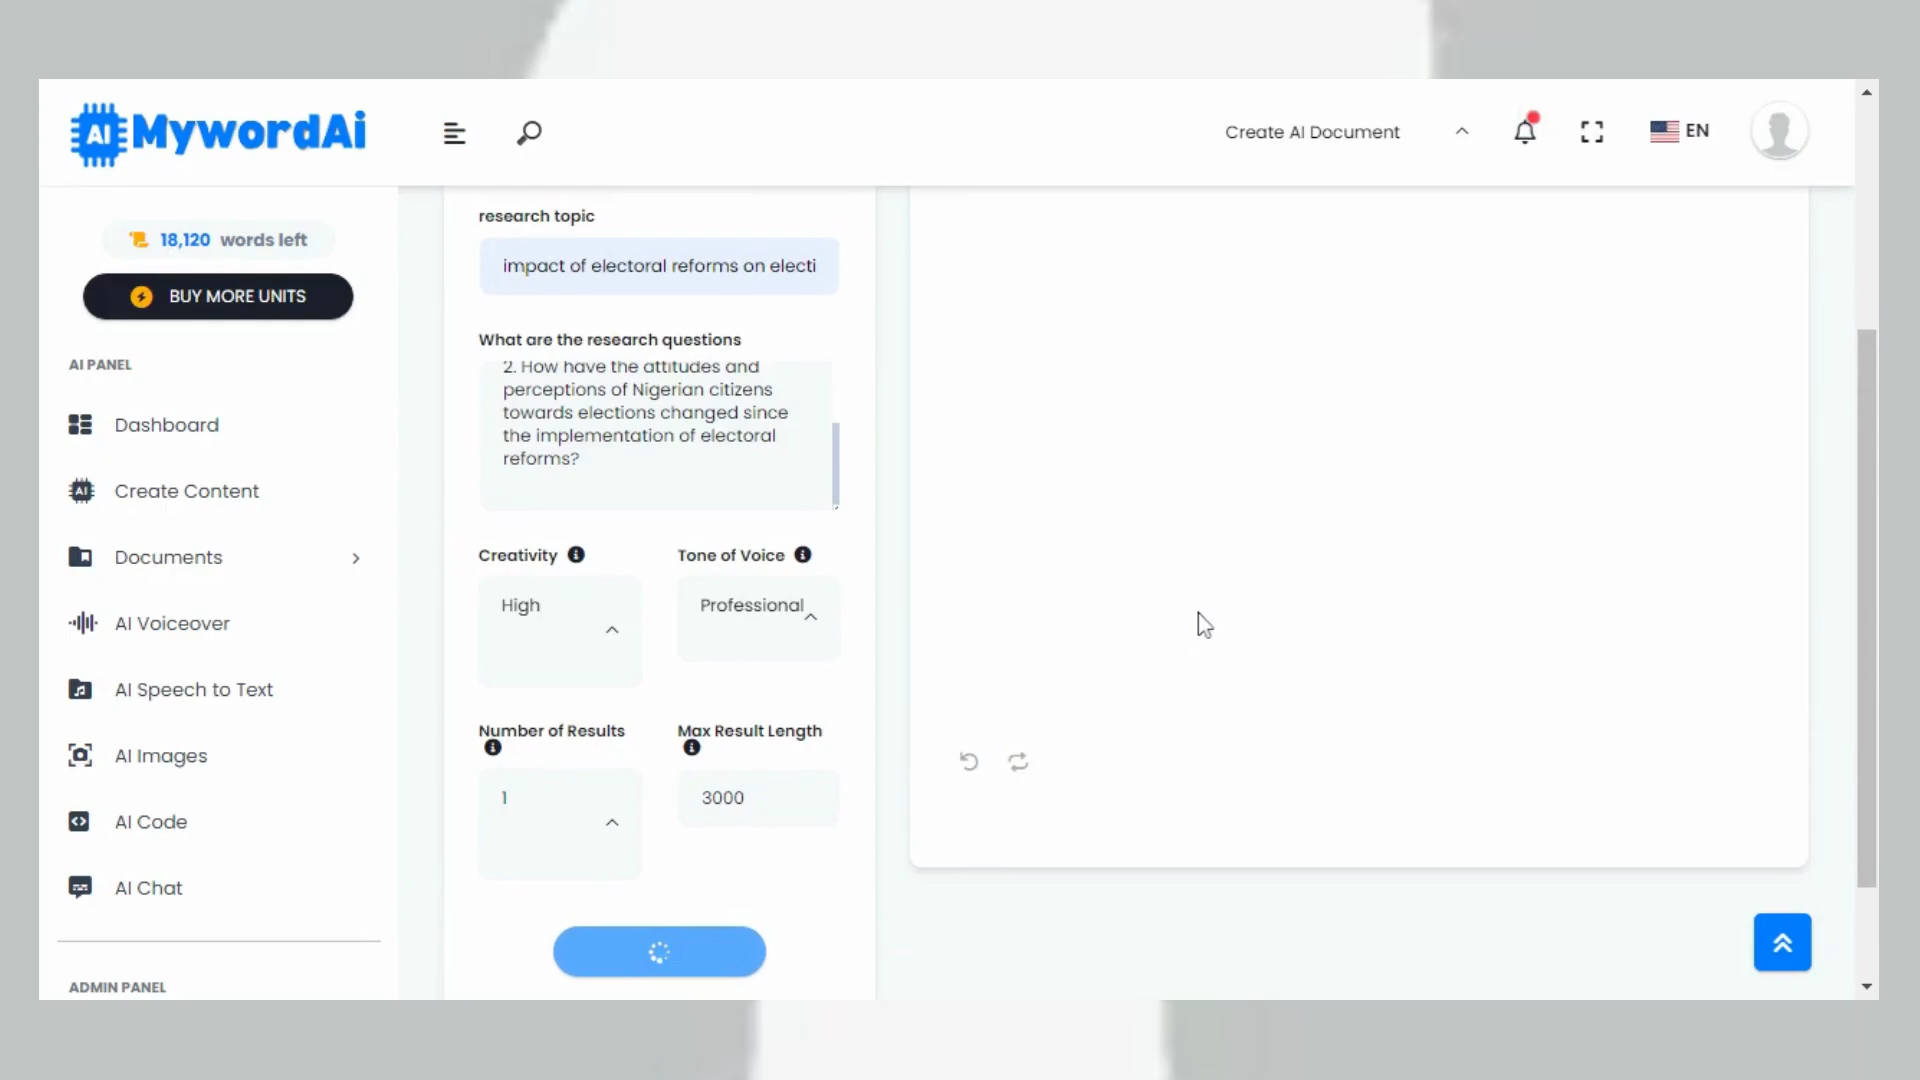 AI MywordAi
Create AI Document
EN
18,120 words left
BUY MORE UNITS
AI PANEL
Dashboard
AI Create Content
Documents
AI Voiceover
AI Speech to Text
AI Images
AI Code
AI Chat
ADMIN PANEL
research topic
impact of electoral reforms on electi
What are the research questions
2. How have the attitudes and
perceptions of Nigerian citizens
towards elections changed since
the implementation of electoral
reforms?
Creativity
Tone of Voice
High
Professional
Number of Results
Max Result Length
1
3000